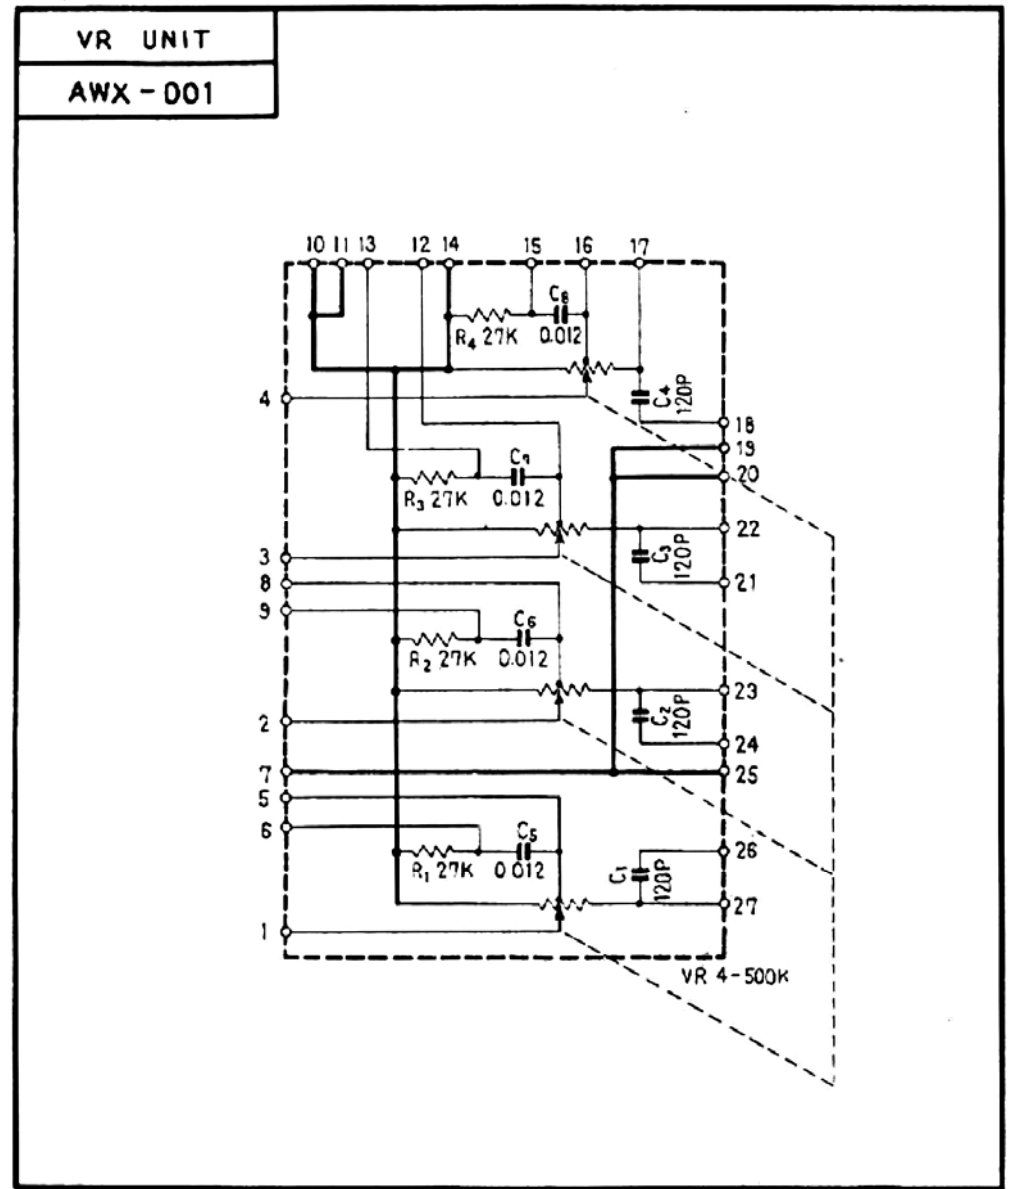 VR UNIT
AWX-001
10 11 13 12 14 15 16 17
C8
R4 27K 0.012
4
C4
120P
18
19
C7
20
R3 27K 0.012
22
3
C3
120P
8
21
9
C6
R2 27K 0.012
23
2
C2
120P
24
7
25
5
6
C5
26
R1 27K 0.012
C1
120P
27
1
VR 4-500K